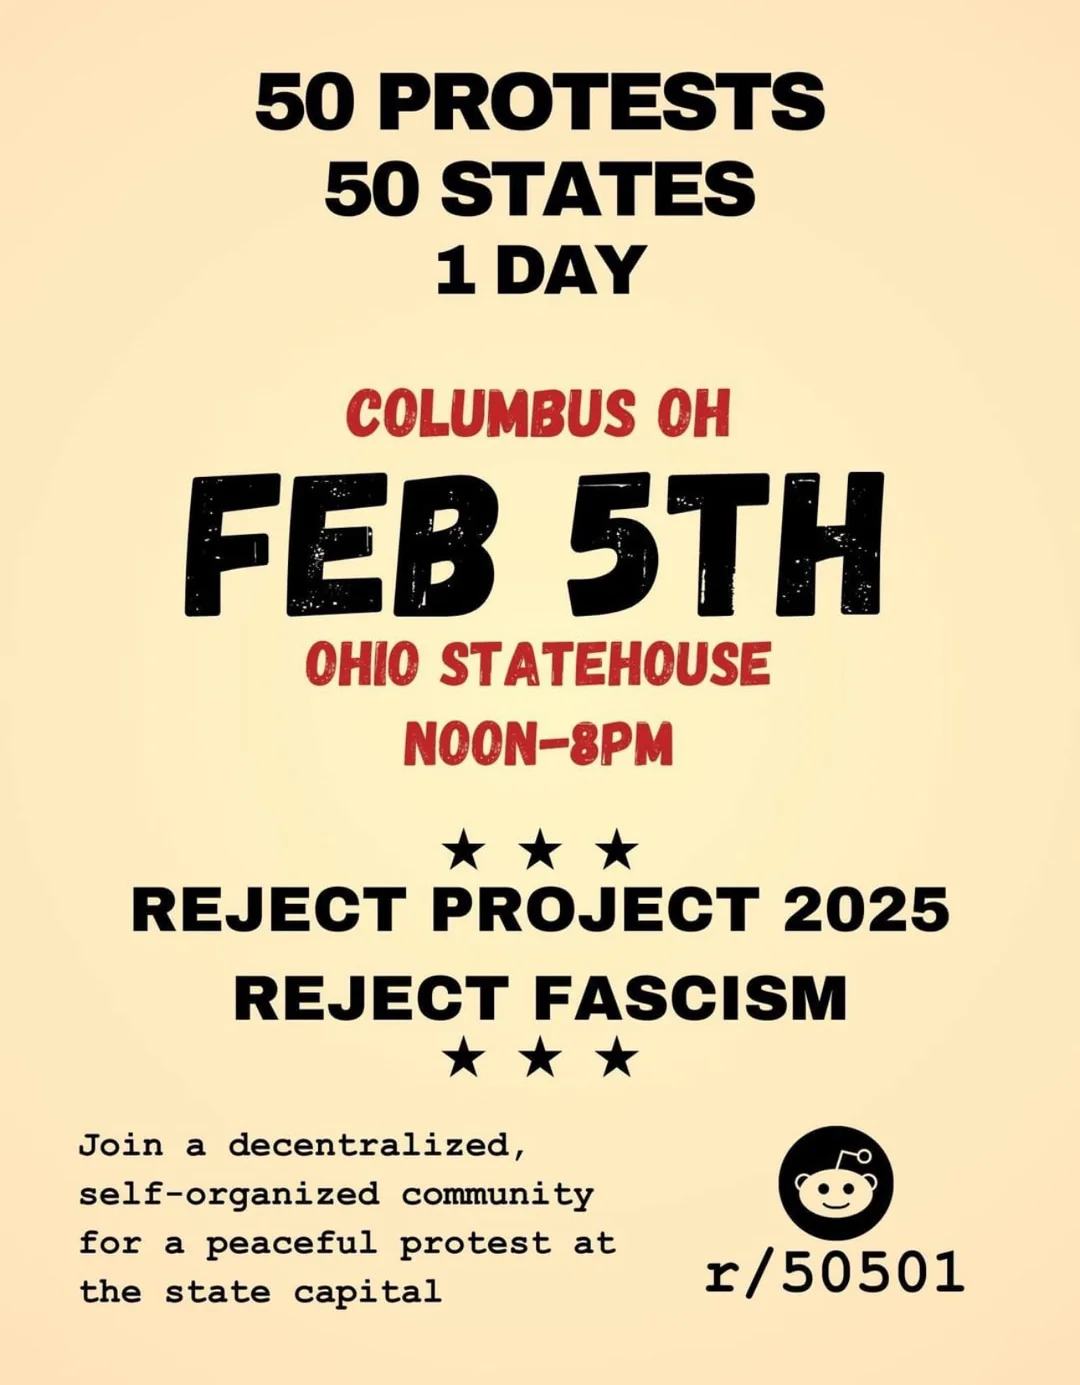 50 PROTESTS
50 STATES
1 DAY
COLUMBUS OH
FEB 5TH
OHIO STATEHOUSE
NOON-8PM
REJECT PROJECT 2025
REJECT FASCISM
Join a decentralized,
self-organized community
for a peaceful protest at
the state capital
r/50501